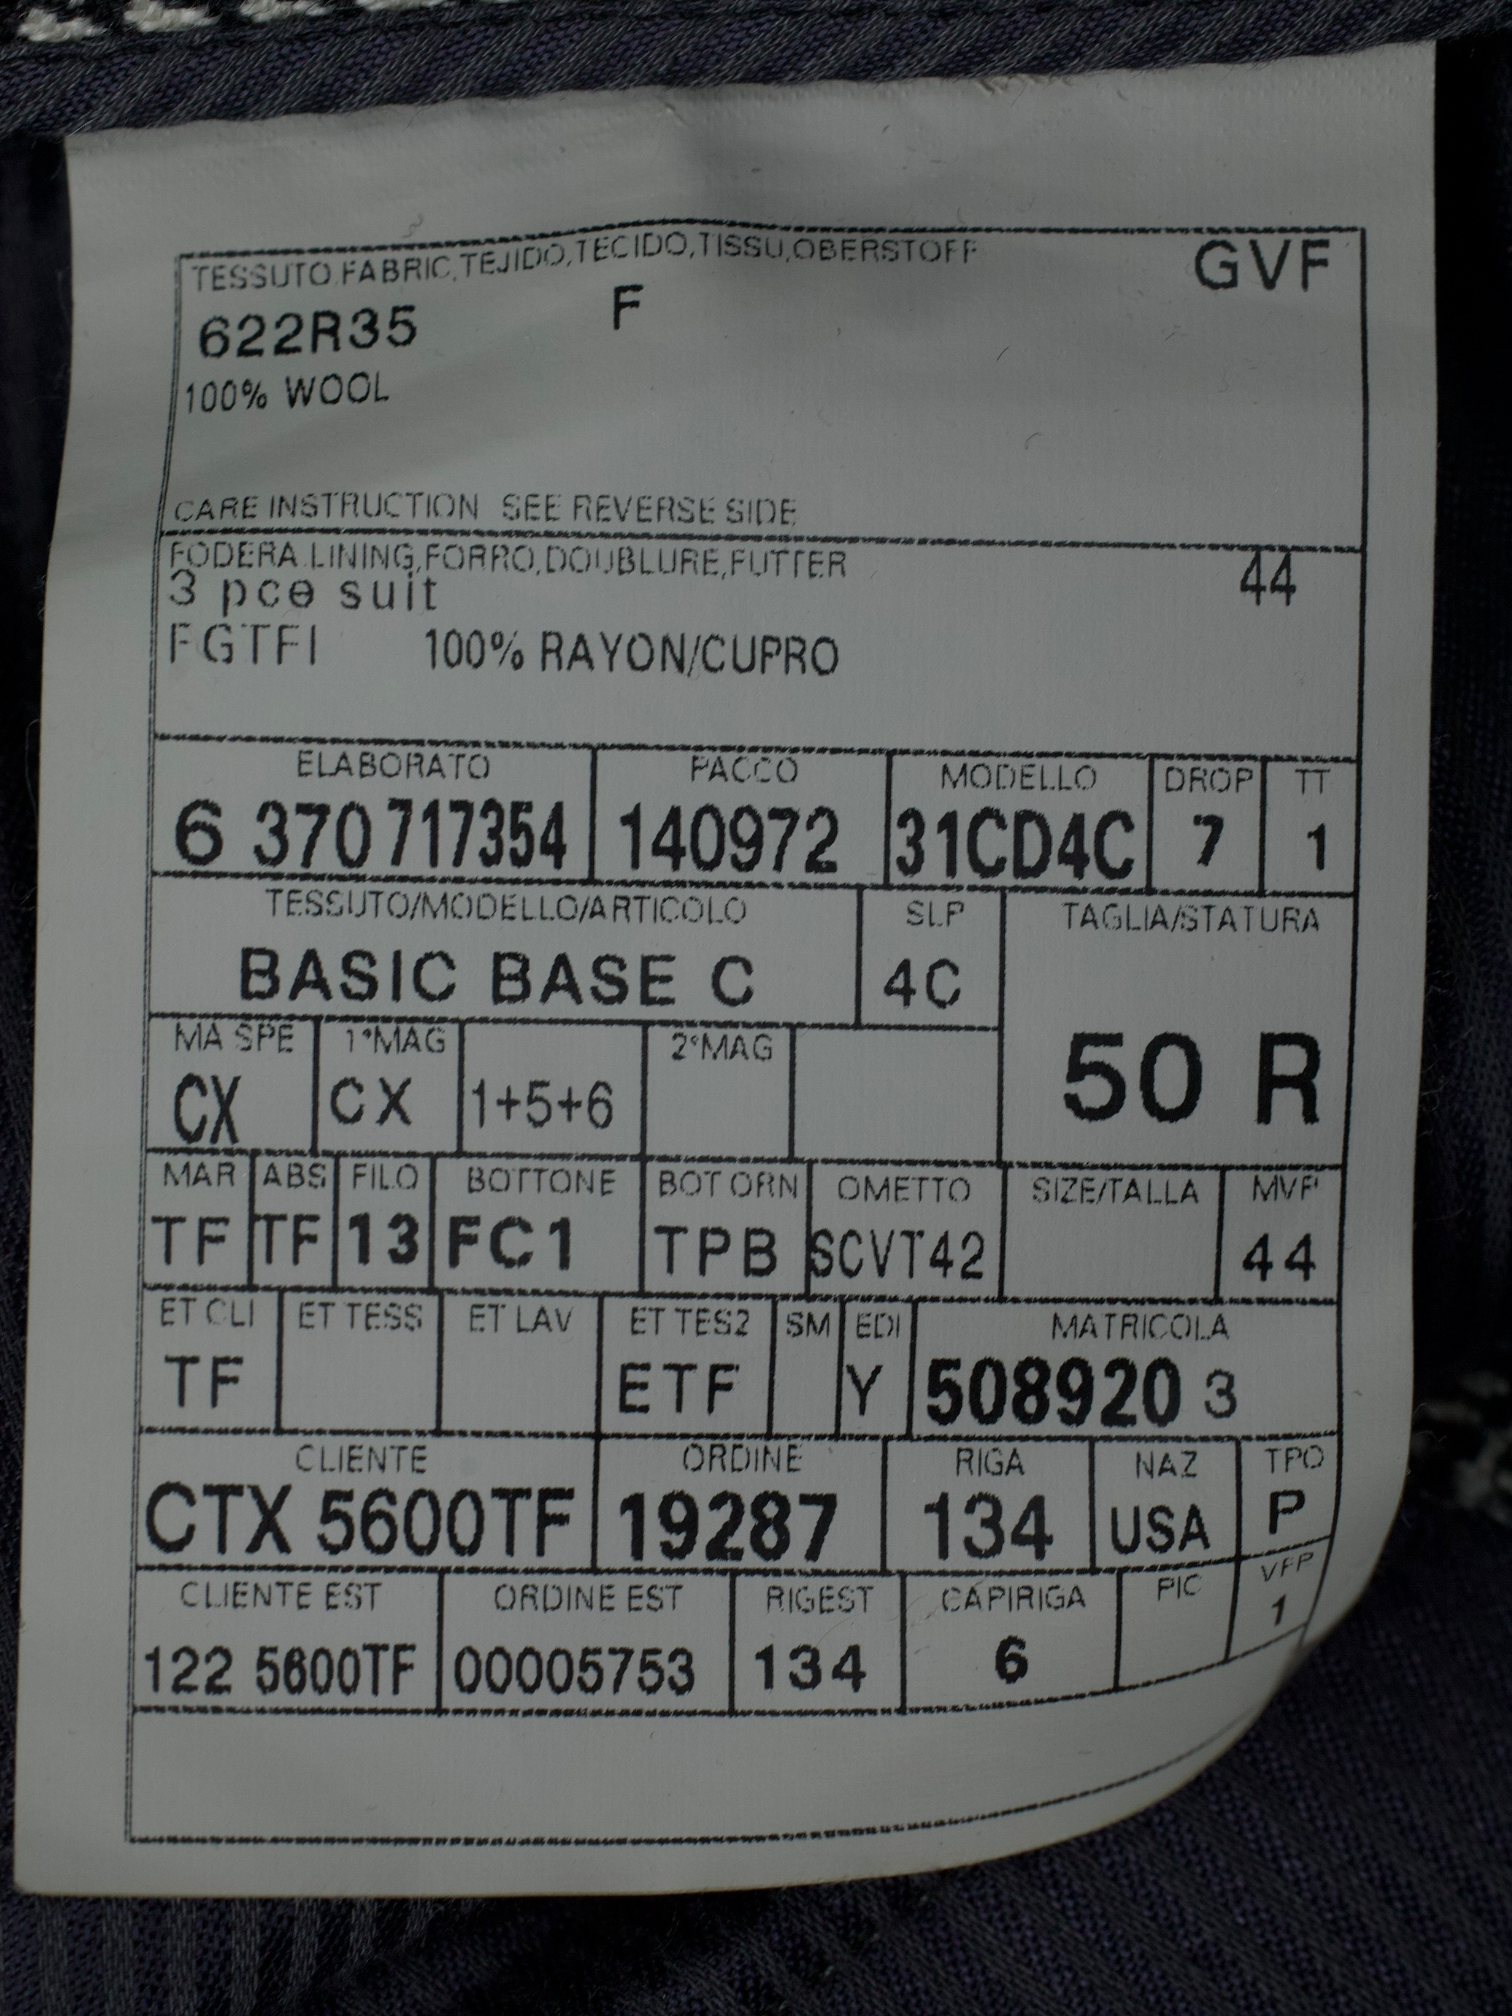 TESSUTO,FABRIC,TEJIDO,TECIDO,TISSU,OBERSTOFF GVF
622R35 F
100% WOOL
CARE INSTRUCTION SEE REVERSE SIDE
FODERA,LINING,FORRO,DOUBLURE,FUTTER 44
3 pce suit
FGTFI 100% RAYON/CUPRO
ELABORATO PACCO MODELLO DROP TT
6 370 717354 140972 31CD4C 7 1
TESSUTO/MODELLO/ARTICOLO SLP TAGLIA/STATURA
BASIC BASE C 4C 50 R
MA SPE 1°MAG 2°MAG
CX CX 1+5+6
MAR ABS FILO BOTTONE BOT ORN OMETTO SIZE/TALLA MVP
TF TF 13 FC1 TPB SCVT42 44
ET CLI ET TESS ET LAV ET TES2 SM EDI MATRICOLA
TF ETF Y 508920 3
CLIENTE ORDINE RIGA NAZ TPO
CTX 5600TF 19287 134 USA P
CLIENTE EST ORDINE EST RIGEST CAPIRIGA PIC VFP
122 5600TF 00005753 134 6 1